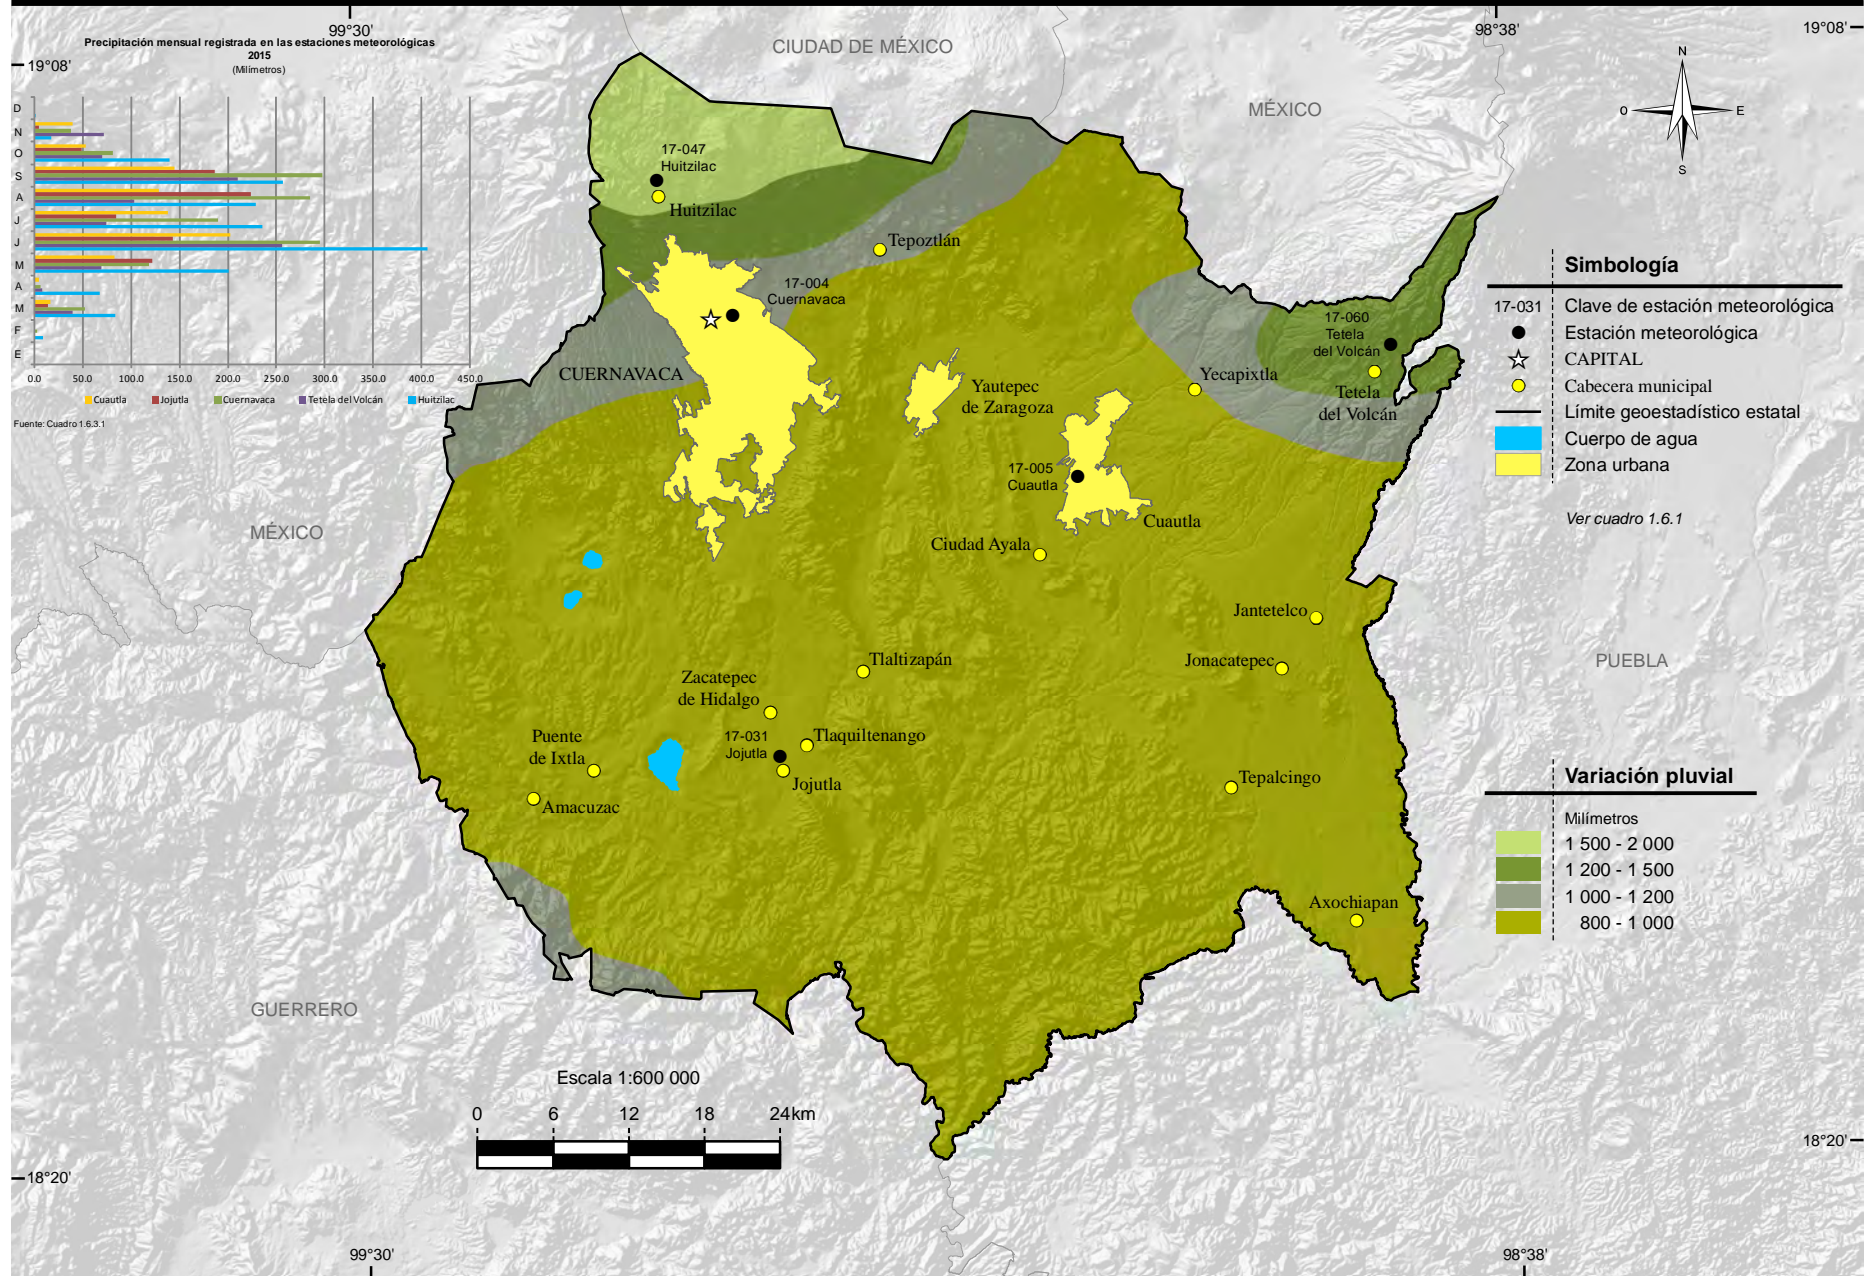 99°30'
98°38'
19°08'
19°08'
Precipitación mensual registrada en las estaciones meteorológicas
2015
(Milímetros)
D
N
O
S
A
J
J
M
A
M
F
E
0.0 50.0 100.0 150.0 200.0 250.0 300.0 350.0 400.0 450.0
Cuautla Jojutla Cuernavaca Tetela del Volcán Huitzilac
Fuente: Cuadro 1.6.3.1
CIUDAD DE MÉXICO
MÉXICO
N
O E
S
17-047
Huitzilac
Huitzilac
Tepoztlán
17-004
Cuernavaca
CUERNAVACA
Yautepec
de Zaragoza
Yecapixtla
17-060
Tetela
del Volcán
Tetela
del Volcán
17-005
Cuautla
Cuautla
Ciudad Ayala
MÉXICO
Jantetelco
Jonacatepec
PUEBLA
Tlaltizapán
Zacatepec
de Hidalgo
Tlaquiltenango
17-031
Jojutla
Jojutla
Puente
de Ixtla
Amacuzac
Tepalcingo
Axochiapan
GUERRERO
Simbología
17-031 Clave de estación meteorológica
Estación meteorológica
CAPITAL
Cabecera municipal
Límite geoestadístico estatal
Cuerpo de agua
Zona urbana
Ver cuadro 1.6.1
Variación pluvial
Milímetros
1 500 - 2 000
1 200 - 1 500
1 000 - 1 200
800 - 1 000
Escala 1:600 000
0 6 12 18 24km
18°20'
18°20'
99°30'
98°38'